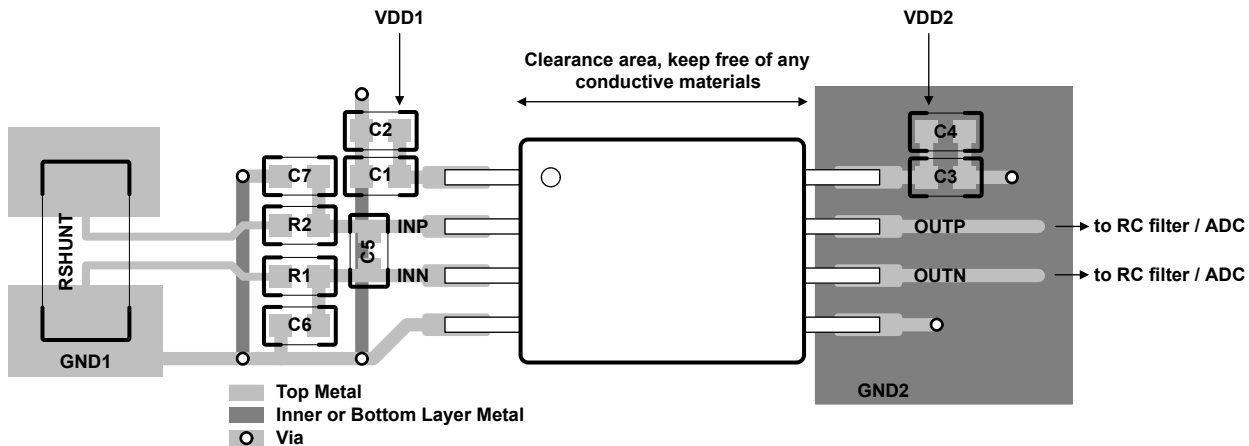 VDD1
VDD2
Clearance area, keep free of any
conductive materials
C2
C4
C7
C1
C3
RSHUNT
R2
C5
INP
OUTP
to RC filter / ADC
R1
INN
OUTN
to RC filter / ADC
C6
GND1
GND2
Top Metal
Inner or Bottom Layer Metal
Via